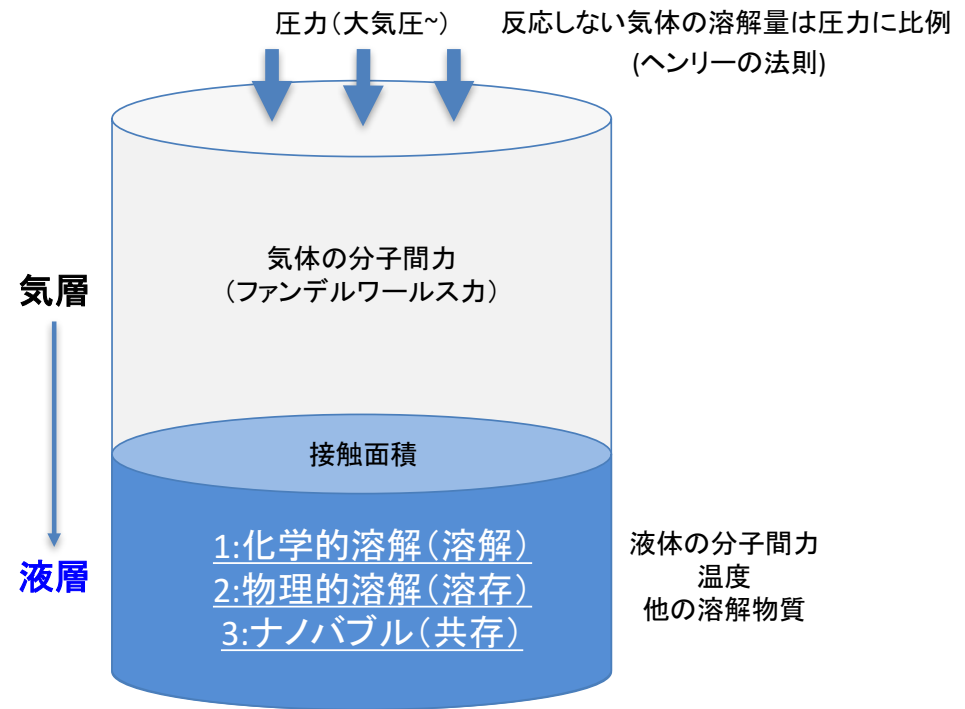 圧力(大気圧~)
反応しない気体の溶解量は圧力に比例
(ヘンリーの法則)
気体の分子間力
(ファンデルワールス力)
気層
接触面積
1:化学的溶解(溶解)
2:物理的溶解(溶存)
3:ナノバブル(共存)
液層
液体の分子間力
温度
他の溶解物質